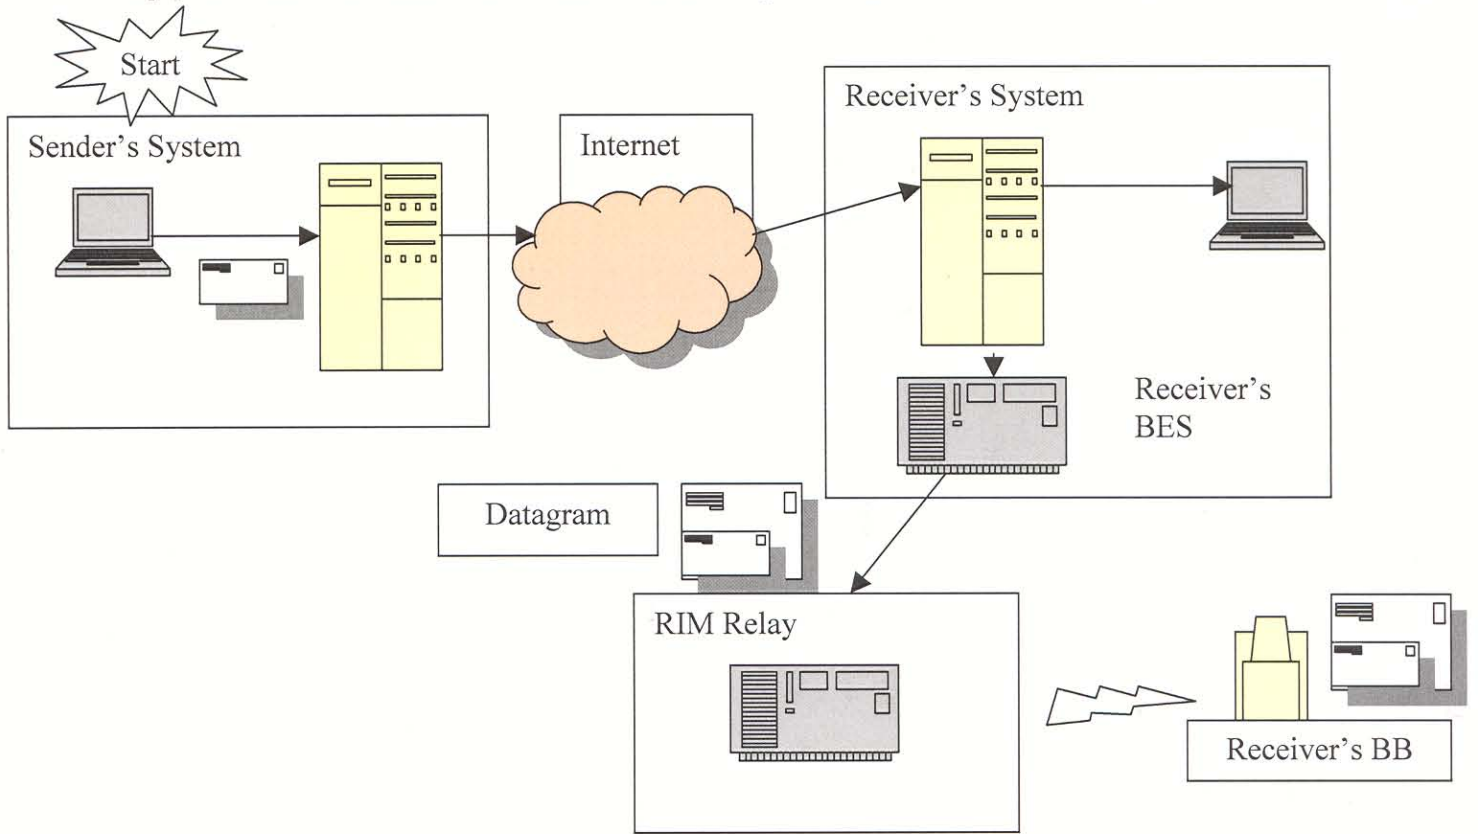 Start
Sender's System
Internet
Receiver's System
Receiver's
BES
Datagram
RIM Relay
Receiver's BB